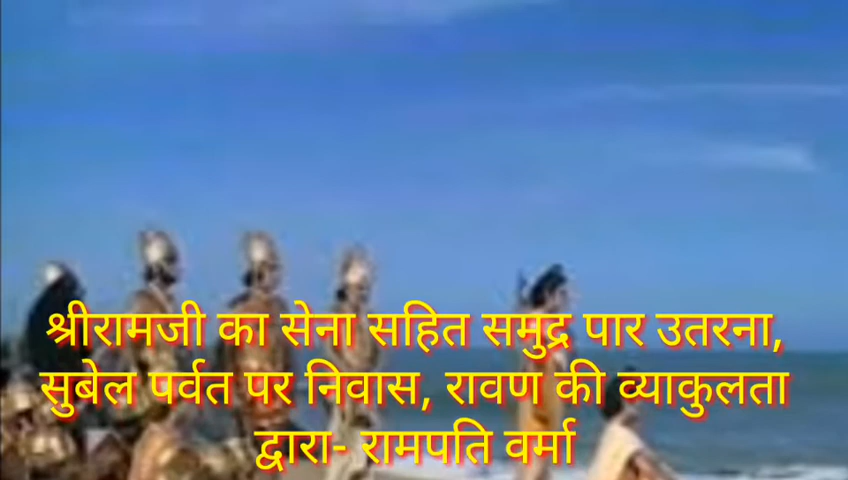 श्रीरामजी का सेना सहित समुद्र पार उतरना,
सुबेल पर्वत पर निवास, रावण की व्याकुलता
द्वारा- रामपति वर्मा